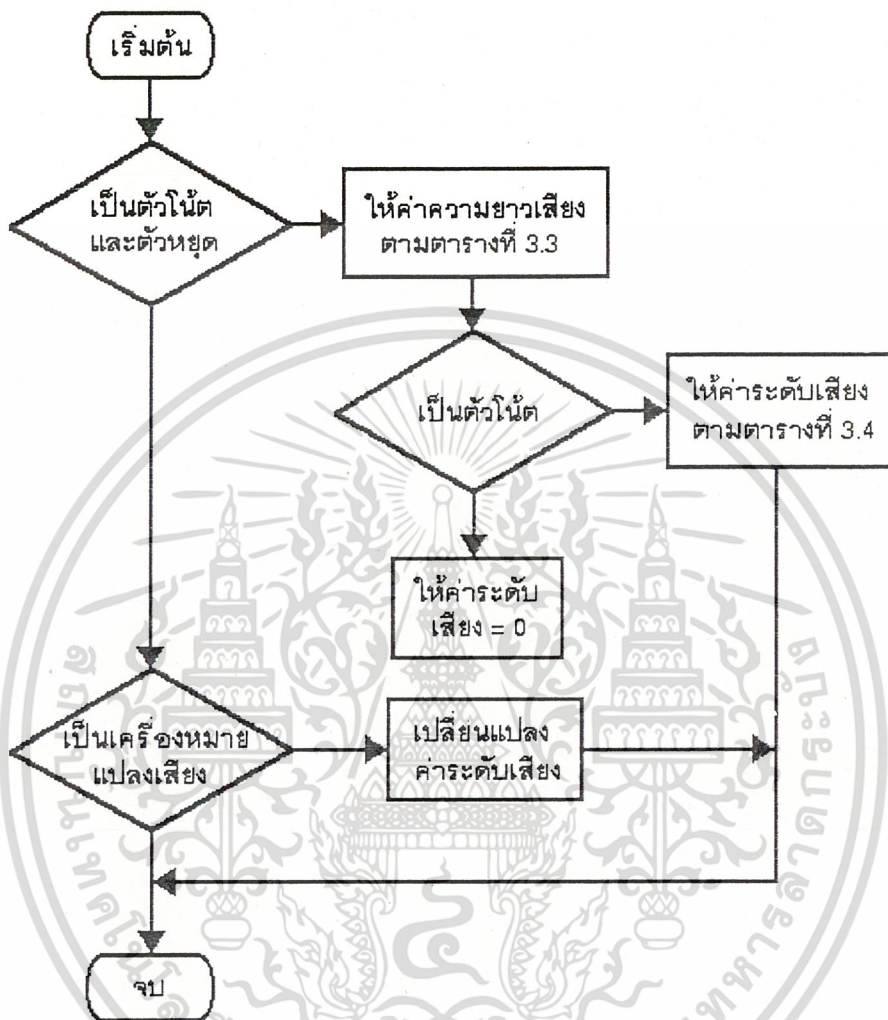 เริ่มต้น
เป็นตัวโน้ต
และตัวหยุด
ให้ค่าความยาวเสียง
ตามตารางที่ 3.3
เป็นตัวโน้ต
ให้ค่าระดับเสียง
ตามตารางที่ 3.4
ให้ค่าระดับ
เสียง = 0
เป็นเครื่องหมาย
แปลงเสียง
เปลี่ยนแปลง
ค่าระดับเสียง
จบ